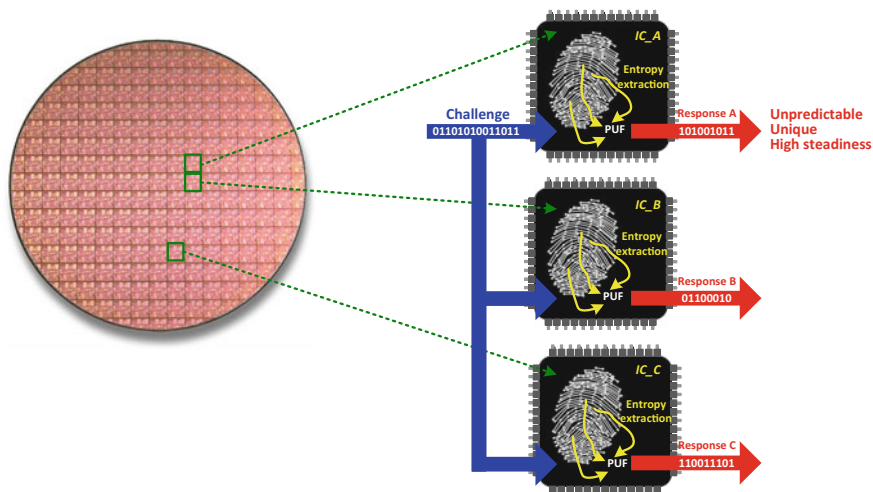 IC_A
Entropy
extraction
PUF
Challenge
01101010011011
Response A
101001011
Unpredictable
Unique
High steadiness
IC_B
Entropy
extraction
PUF
Response B
01100010
IC_C
Entropy
extraction
PUF
Response C
110011101